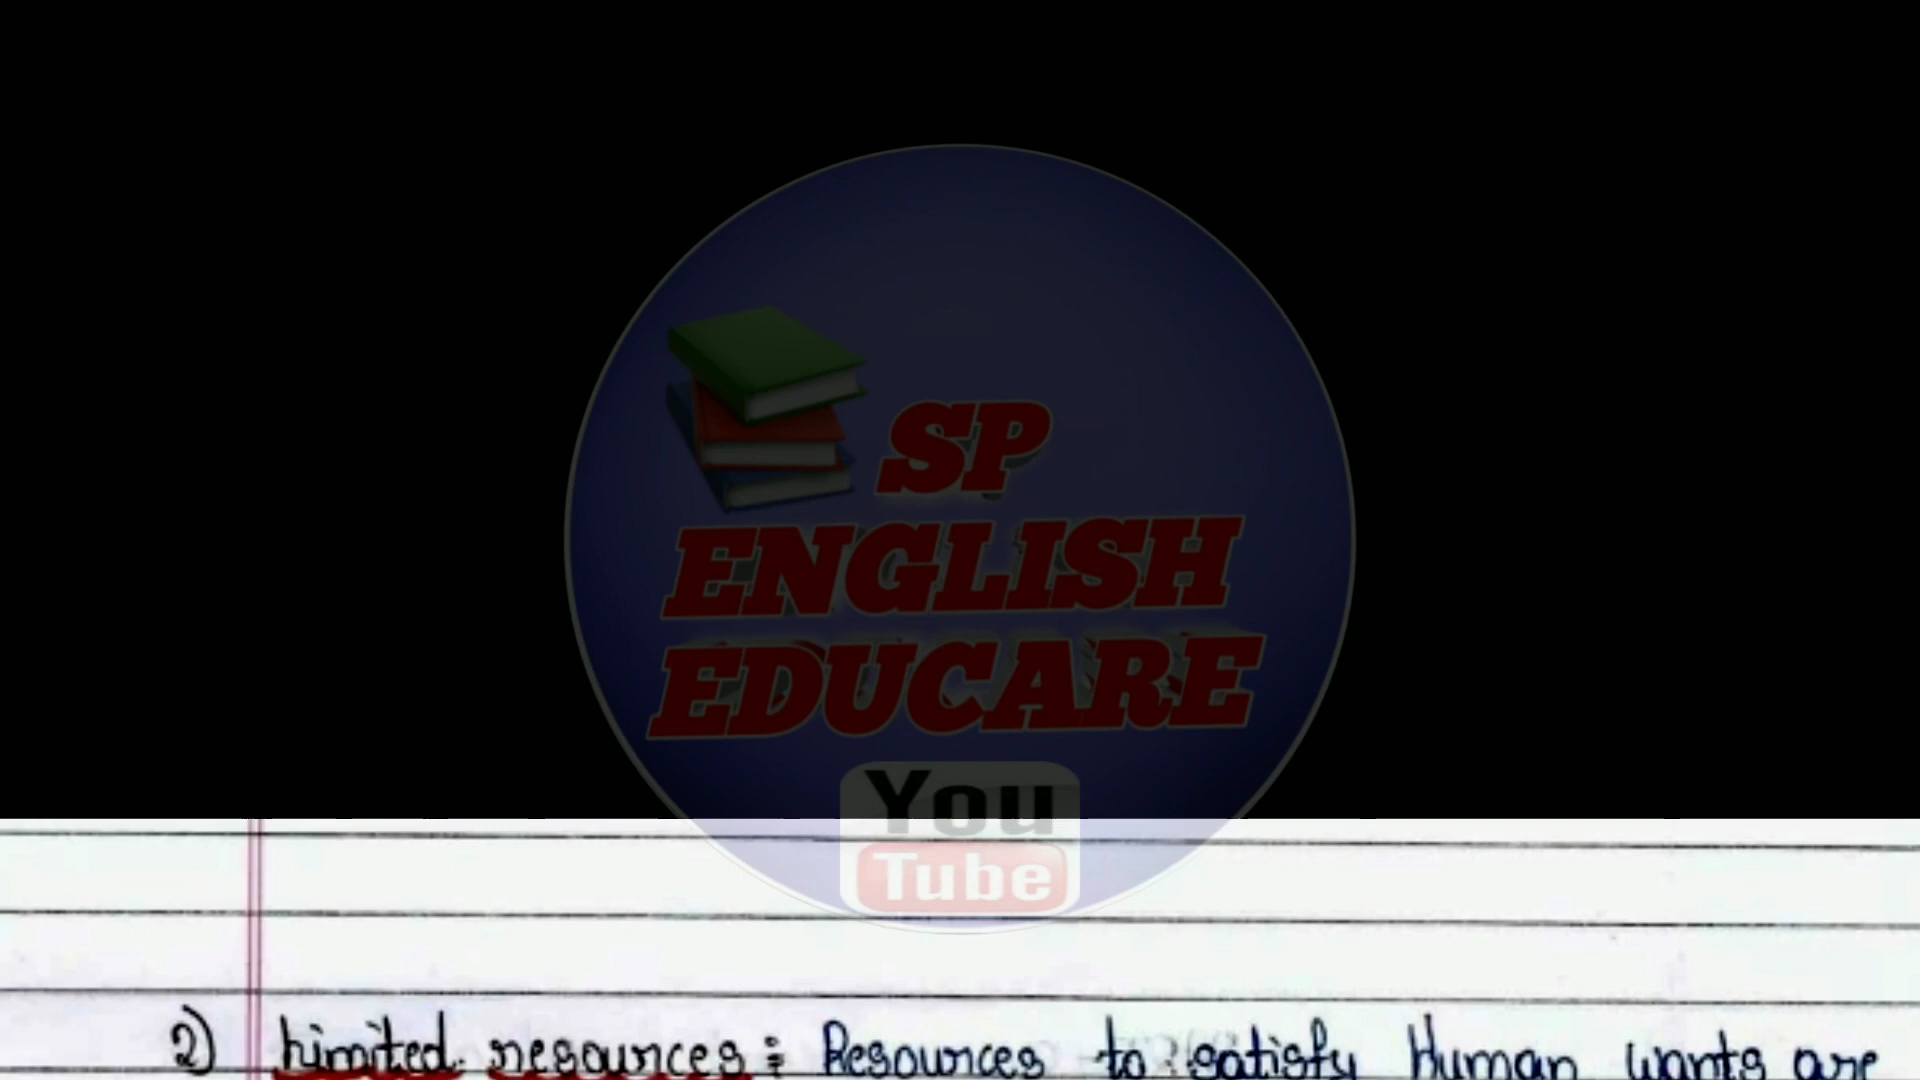 SP
ENGLISH
EDUCARE
You
Tube
2) Limited resources : Resources to satisfy Human wants are